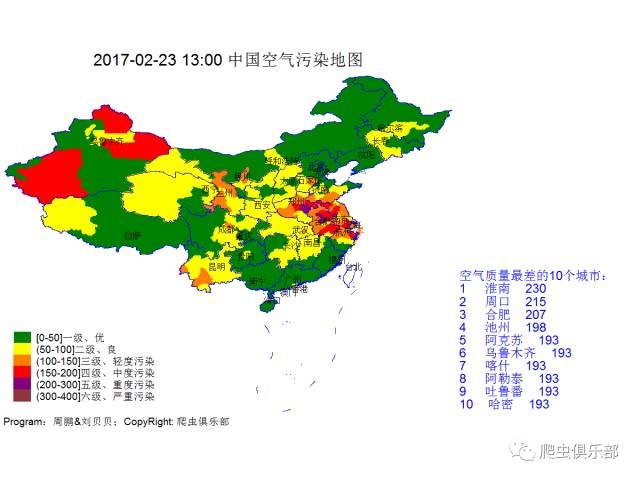 2017-02-23 13:00 中国空气污染地图
哈尔滨
长春
沈阳
乌鲁木齐
呼和浩特
北京
银川
太原
石家庄
济南
西宁
兰州
郑州
西安
拉萨
成都
重庆
武汉
合肥
南京
上海
杭州
长沙
南昌
贵阳
昆明
福州
台北
南宁
广州
澳门
香港
海口
空气质量最差的10个城市：
1 淮南 230
2 周口 215
3 合肥 207
4 池州 198
5 阿克苏 193
6 乌鲁木齐 193
7 喀什 193
8 阿勒泰 193
9 吐鲁番 193
10 哈密 193
[0-50]一级、优
(50-100]二级、良
(100-150]三级、轻度污染
(150-200]四级、中度污染
(200-300]五级、重度污染
(300-400]六级、严重污染
Program：周鹏&刘贝贝；CopyRight: 爬虫俱乐部
爬虫俱乐部